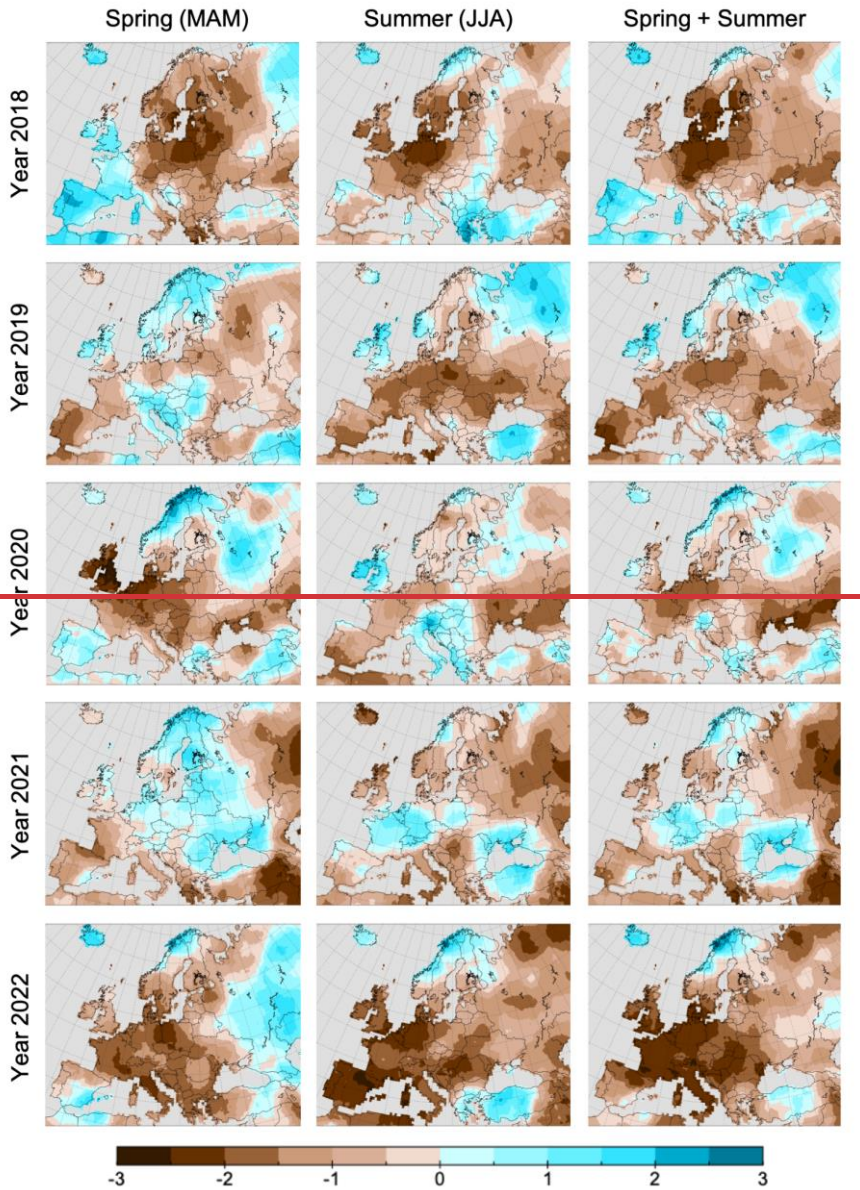 Spring (MAM) Summer (JJA) Spring + Summer
Year 2018
Year 2019
Year 2020
Year 2021
Year 2022
-3 -2 -1 0 1 2 3